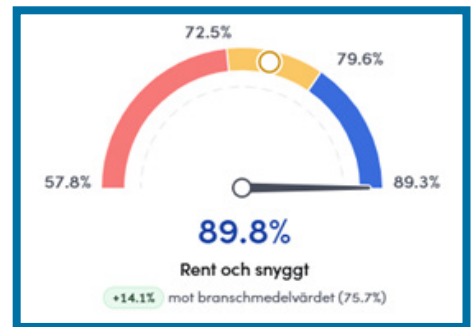 72.5%
79.6%
57.8%
89.3%
89.8%
Rent och snyggt
+14.1% mot branschmedelvärdet (75.7%)